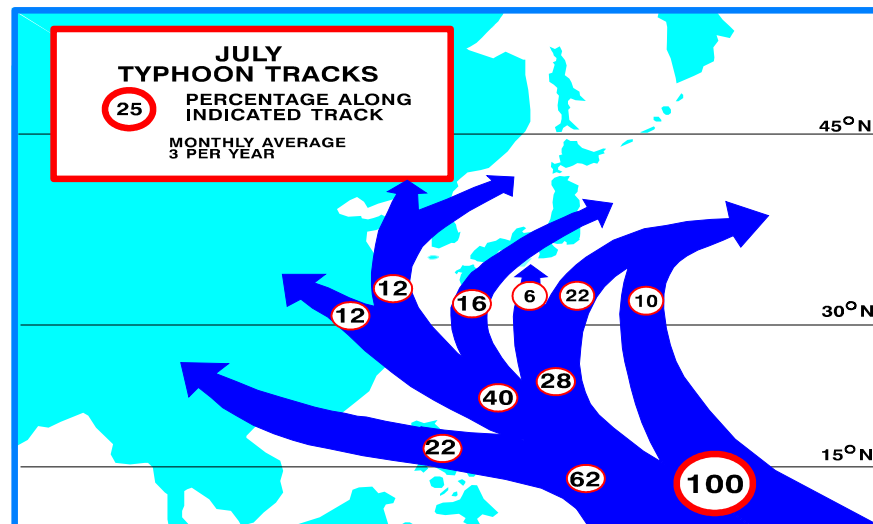 JULY
TYPHOON TRACKS
25 PERCENTAGE ALONG
INDICATED TRACK
MONTHLY AVERAGE
3 PER YEAR
45°N
12
16
6
22
10
12
30°N
28
40
22
15°N
62
100